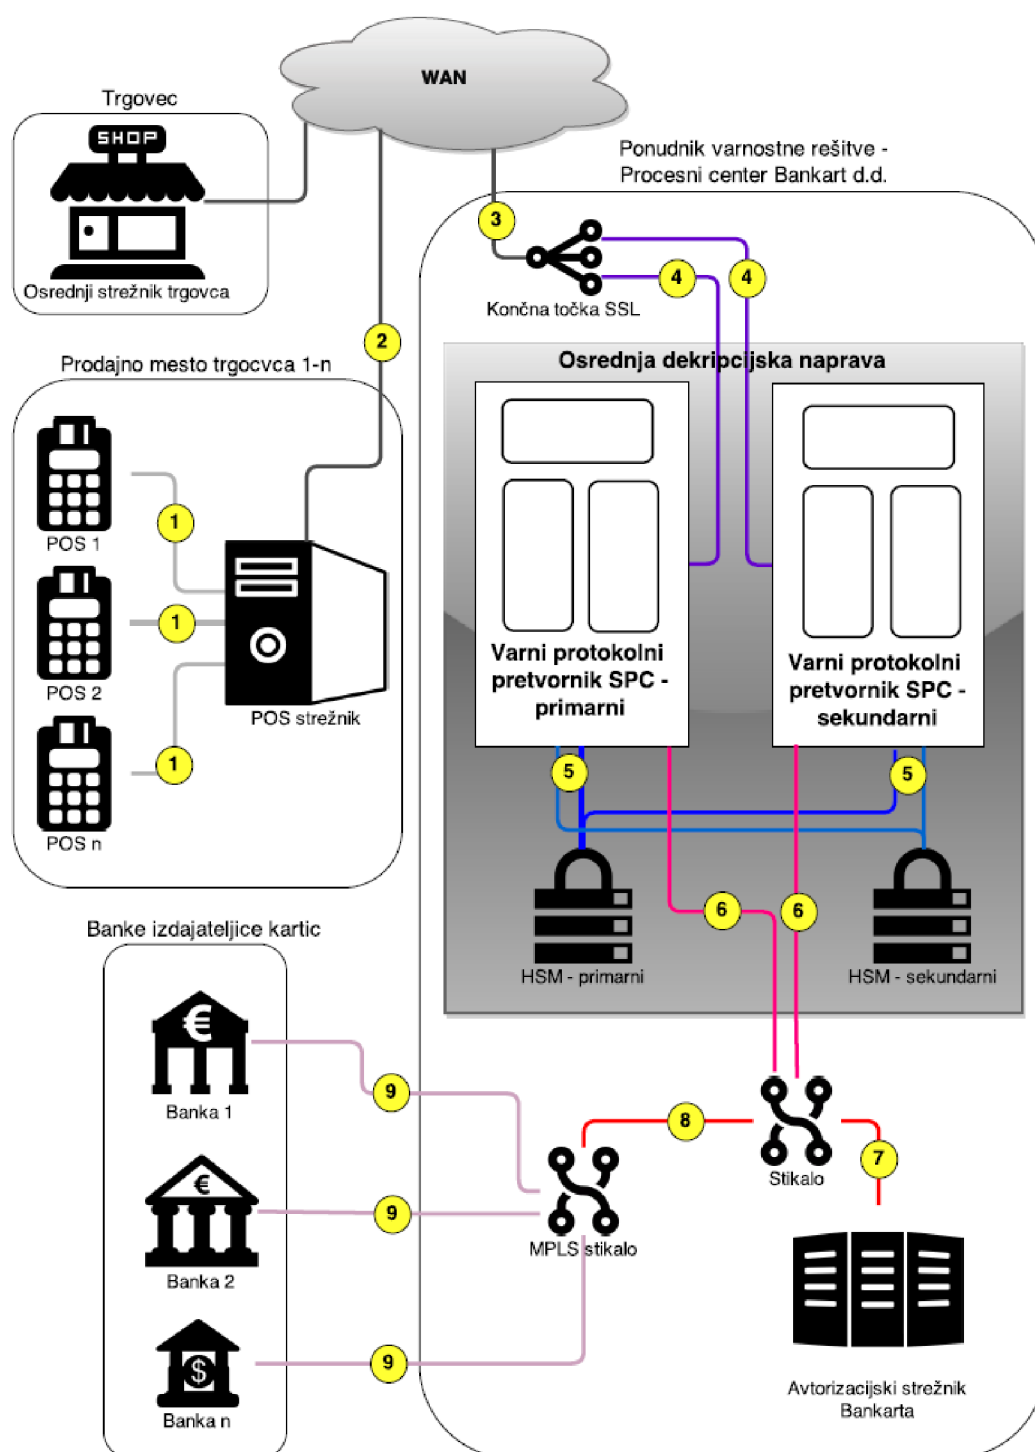 WAN
Trgovec
SHOP
Osrednji strežnik trgovca
Ponudnik varnostne rešitve -
Procesni center Bankart d.d.
3
4
4
Končna točka SSL
2
Prodajno mesto trgocvca 1-n
POS 1
1
POS 2
1
POS n
1
POS strežnik
Osrednja dekripcijska naprava
Varni protokolni
pretvornik SPC -
primarni
Varni protokolni
pretvornik SPC -
sekundarni
5
5
6
6
HSM - primarni
HSM - sekundarni
Banke izdajateljice kartic
€
Banka 1
9
€
Banka 2
9
$
Banka n
9
MPLS stikalo
8
Stikalo
7
Avtorizacijski strežnik
Bankarta